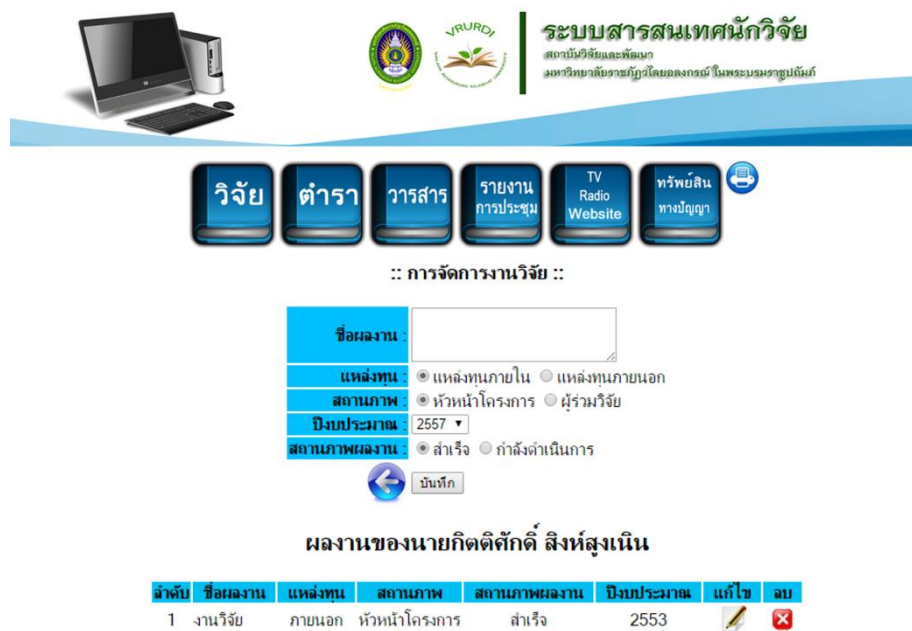 VRURDI
ระบบสารสนเทศนักวิจัย
สถาบันวิจัยและพัฒนา
มหาวิทยาลัยราชภัฏวไลยอลงกรณ์ ในพระบรมราชูปถัมภ์
วิจัย
ตำรา
วารสาร
รายงาน
การประชุม
TV
Radio
Website
ทรัพย์สิน
ทางปัญญา
:: การจัดการงานวิจัย ::
ชื่อผลงาน :
แหล่งทุน : แหล่งทุนภายใน แหล่งทุนภายนอก
สถานภาพ : หัวหน้าโครงการ ผู้ร่วมวิจัย
ปีงบประมาณ : 2557
สถานภาพผลงาน : สำเร็จ กำลังดำเนินการ
บันทึก
ผลงานของนายกิตติศักดิ์ สิงห์สูงเนิน
ลำดับ ชื่อผลงาน แหล่งทุน สถานภาพ สถานภาพผลงาน ปีงบประมาณ แก้ไข ลบ
1 งานวิจัย ภายนอก หัวหน้าโครงการ สำเร็จ 2553